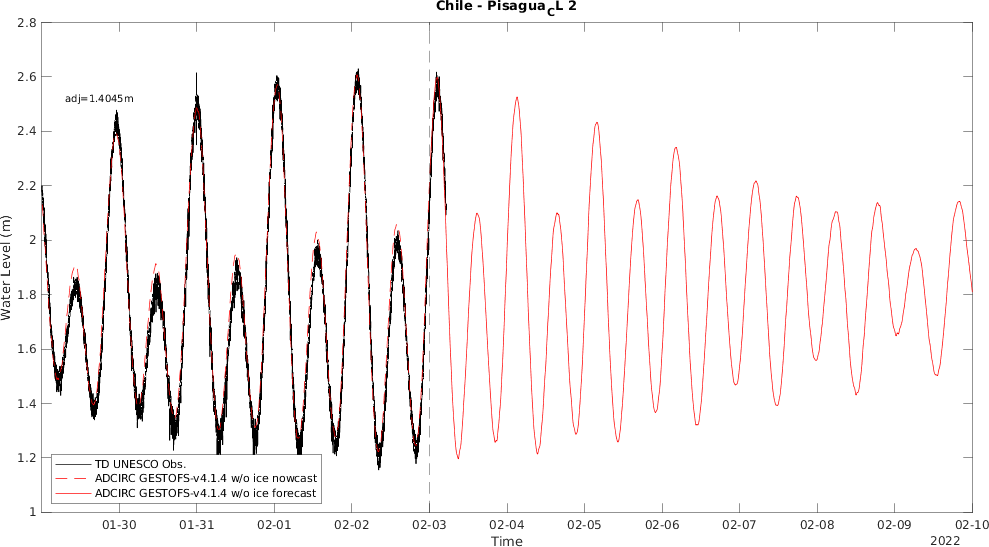 Chile - Pisagua_CL 2
2.8
2.6
adj=1.4045m
2.4
2.2
2
Water Level (m)
1.8
1.6
1.4
1.2
1
TD UNESCO Obs.
ADCIRC GESTOFS-v4.1.4 w/o ice nowcast
ADCIRC GESTOFS-v4.1.4 w/o ice forecast
01-30 01-31 02-01 02-02 02-03 02-04 02-05 02-06 02-07 02-08 02-09 02-10
Time
2022